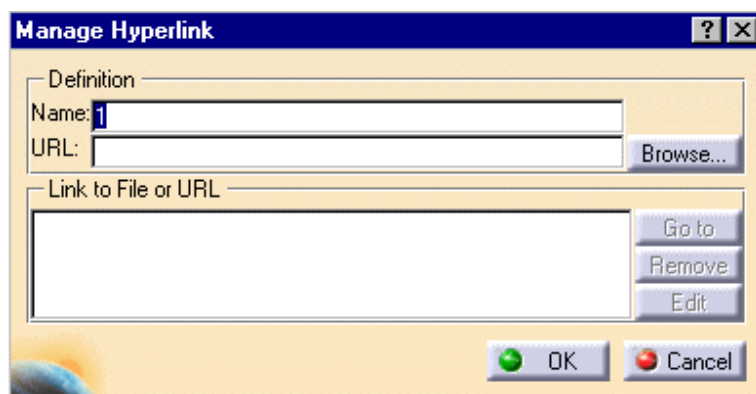 Manage Hyperlink ? X
Definition
Name: 1
URL:
Browse...
Link to File or URL
Go to
Remove
Edit
OK Cancel